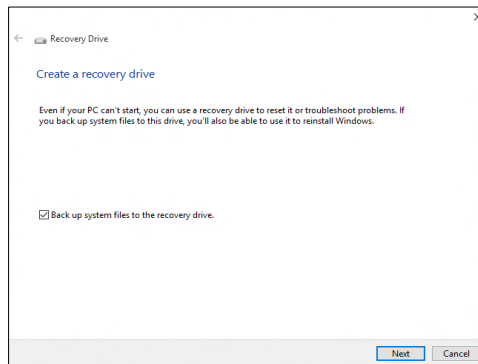 Recovery Drive
Create a recovery drive
Even if your PC can't start, you can use a recovery drive to reset it or troubleshoot problems. If
you back up system files to this drive, you'll also be able to use it to reinstall Windows.
Back up system files to the recovery drive.
Next Cancel